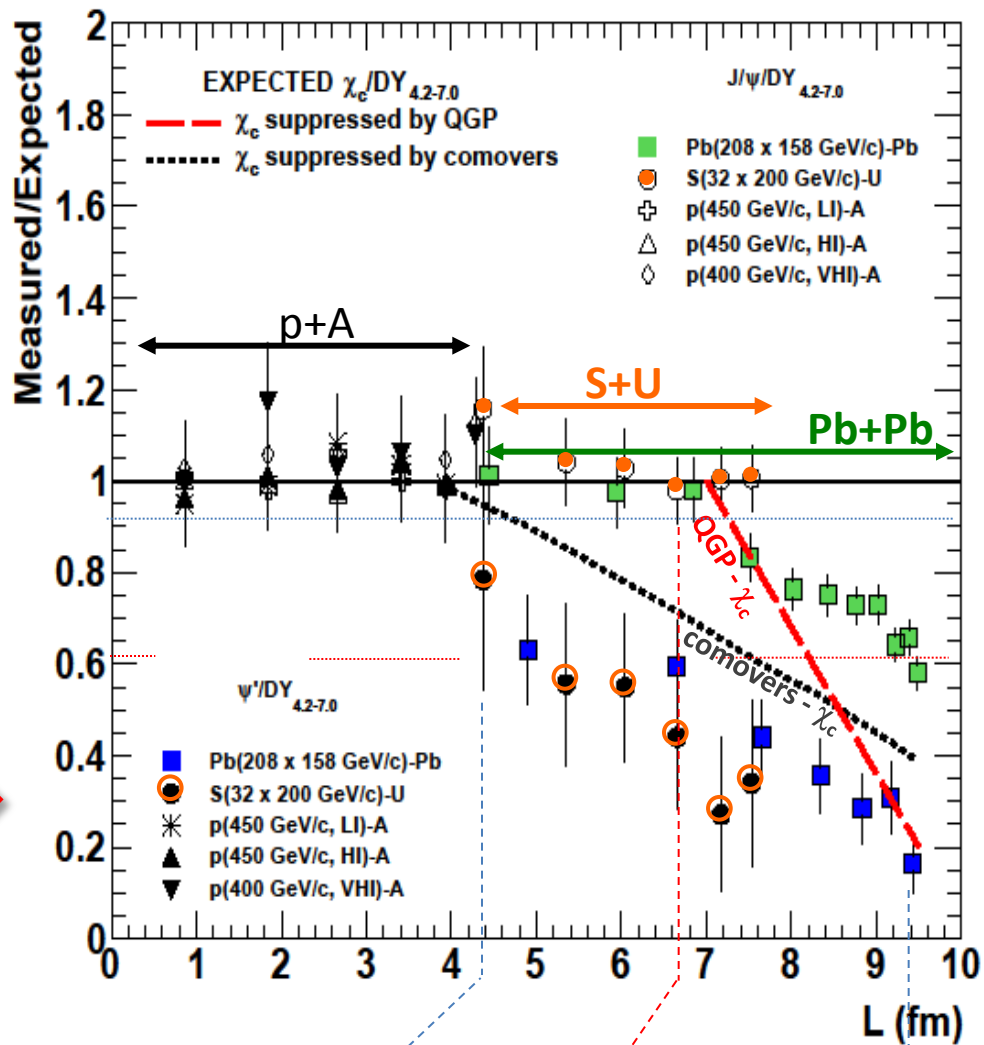 Measured/Expected
2
1.8
1.6
1.4
1.2
1
0.8
0.6
0.4
0.2
0
EXPECTED χc/DY4.2-7.0
χc suppressed by QGP
χc suppressed by comovers
J/ψ/DY4.2-7.0
Pb(208 x 158 GeV/c)-Pb
S(32 x 200 GeV/c)-U
p(450 GeV/c, LI)-A
p(450 GeV/c, HI)-A
p(400 GeV/c, VHI)-A
p+A
S+U
Pb+Pb
QGP - χc
comovers - χc
ψ'/DY4.2-7.0
Pb(208 x 158 GeV/c)-Pb
S(32 x 200 GeV/c)-U
p(450 GeV/c, LI)-A
p(450 GeV/c, HI)-A
p(400 GeV/c, VHI)-A
0 1 2 3 4 5 6 7 8 9 10
L (fm)